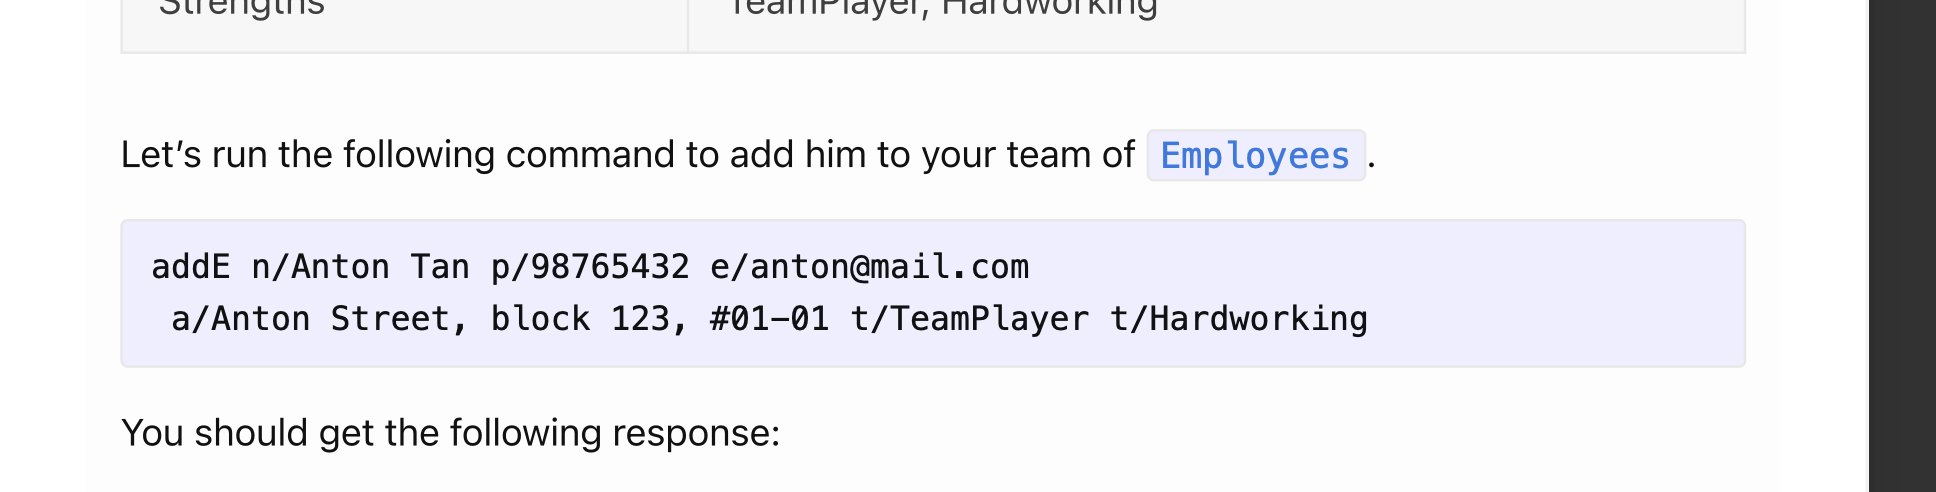 Strengths TeamPlayer, Hardworking
Let’s run the following command to add him to your team of Employees.
addE n/Anton Tan p/98765432 e/anton@mail.com
a/Anton Street, block 123, #01-01 t/TeamPlayer t/Hardworking
You should get the following response: